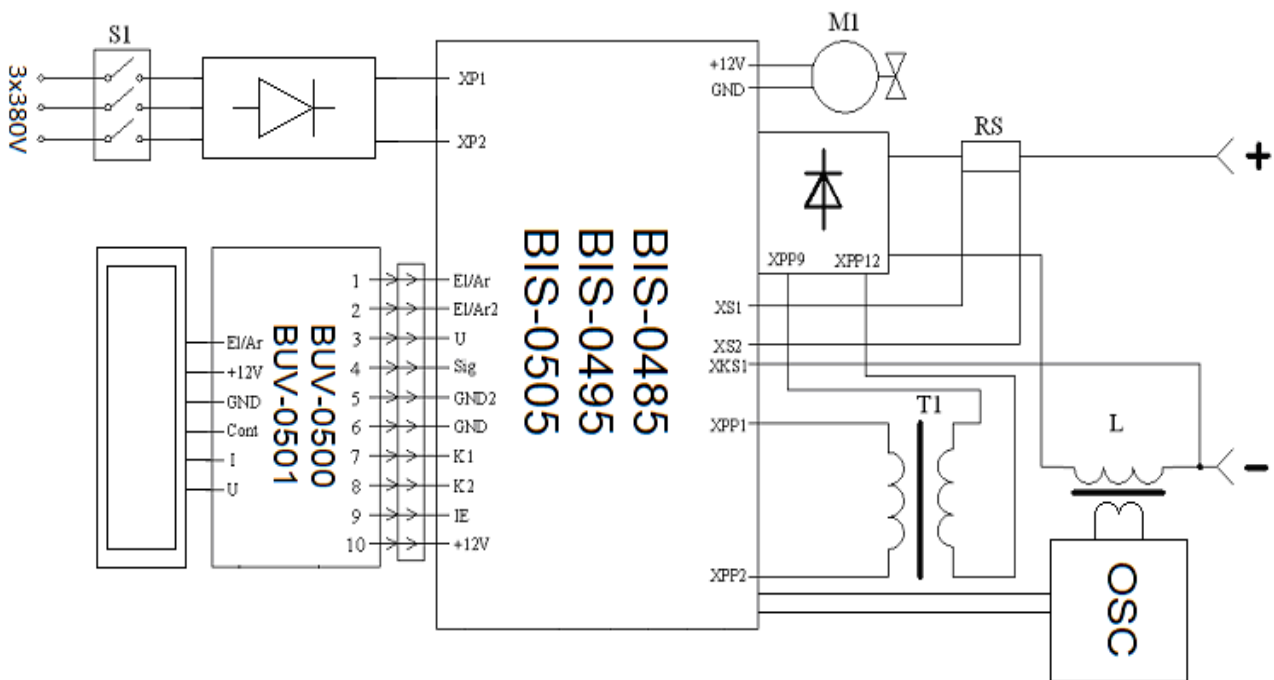 S1
3x380V
XP1
XP2
M1
+12V
GND
RS
+
XPP9
XPP12
XS1
XS2
XKS1
BIS-0485
BIS-0495
BIS-0505
El/Ar
+12V
GND
Cont
I
U
BUV-0500
BUV-0501
1
2
3
4
5
6
7
8
9
10
El/Ar
El/Ar2
U
Sig
GND2
GND
K1
K2
IE
+12V
XPP1
XPP2
T1
L
-
OSC